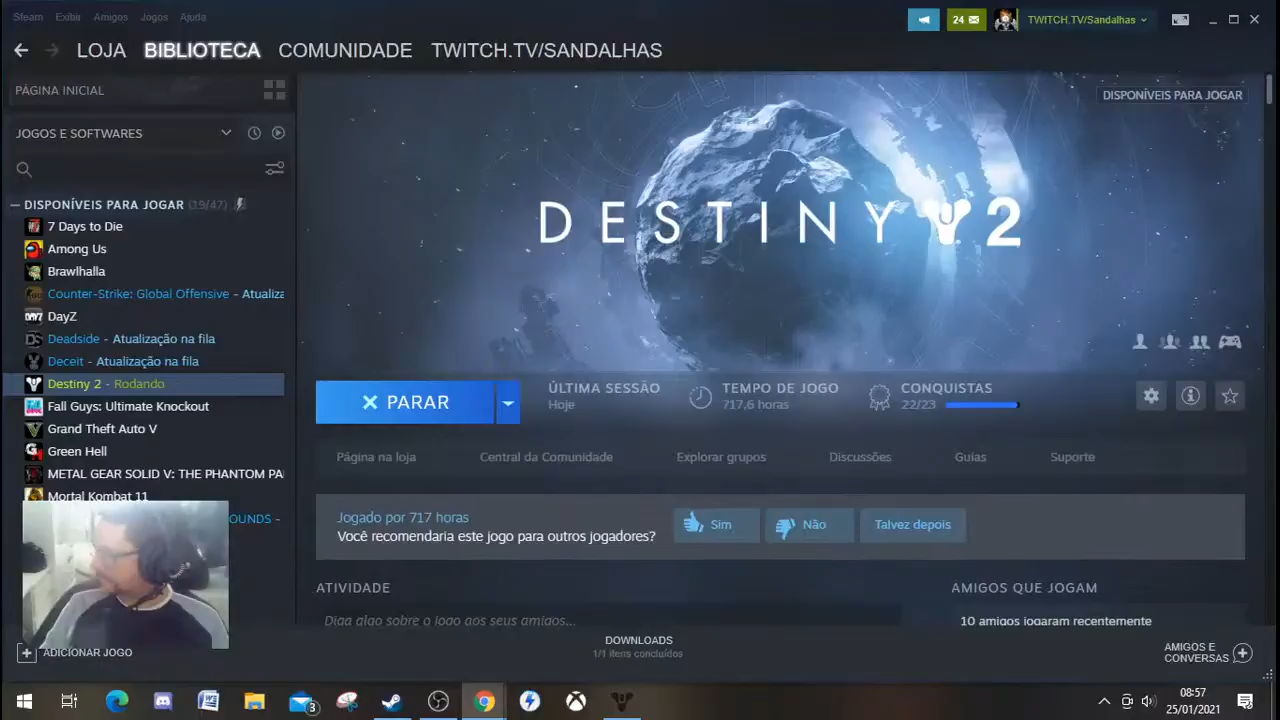 Steam Exibir Amigos Jogos Ajuda
24
TWITCH.TV/Sandalhas
LOJA BIBLIOTECA COMUNIDADE TWITCH.TV/SANDALHAS
PÁGINA INICIAL
JOGOS E SOFTWARES
DISPONÍVEIS PARA JOGAR (19/47)
7 Days to Die
Among Us
Brawlhalla
Counter-Strike: Global Offensive - Atualiza
DayZ
Deadside - Atualização na fila
Deceit - Atualização na fila
Destiny 2 - Rodando
Fall Guys: Ultimate Knockout
Grand Theft Auto V
Green Hell
METAL GEAR SOLID V: THE PHANTOM PA
Mortal Kombat 11
OUNDS -
ADICIONAR JOGO
DISPONÍVEIS PARA JOGAR
DESTINY 2
PARAR
ÚLTIMA SESSÃO
Hoje
TEMPO DE JOGO
717,6 horas
CONQUISTAS
22/23
Página na loja Central da Comunidade Explorar grupos Discussões Guias Suporte
Jogado por 717 horas
Você recomendaria este jogo para outros jogadores?
Sim Não Talvez depois
ATIVIDADE
Diga algo sobre o jogo aos seus amigos...
AMIGOS QUE JOGAM
10 amigos jogaram recentemente
DOWNLOADS
1/1 itens concluídos
AMIGOS E
CONVERSAS
3
08:57
25/01/2021